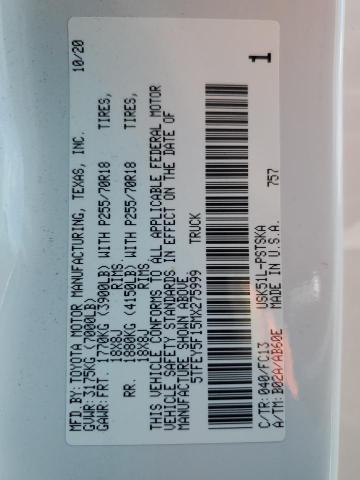 MFD.BY: TOYOTA MOTOR MANUFACTURING, TEXAS, INC. 10/20
GVWR: 3175KG (7000LB)
GAWR: FRT. 1770KG (3900LB) WITH P255/70R18 TIRES,
18X8J RIMS
RR. 1880KG (4150LB) WITH P255/70R18 TIRES,
18X8J RIMS
THIS VEHICLE CONFORMS TO ALL APPLICABLE FEDERAL MOTOR
VEHICLE SAFETY STANDARDS IN EFFECT ON THE DATE OF
MANUFACTURE SHOWN ABOVE.
5TFEY5F15MX275999 TRUCK
1
C/TR: 040/FC13 USK51L-PSTSKA 757
A/TM: B02A/AB60E MADE IN U.S.A.